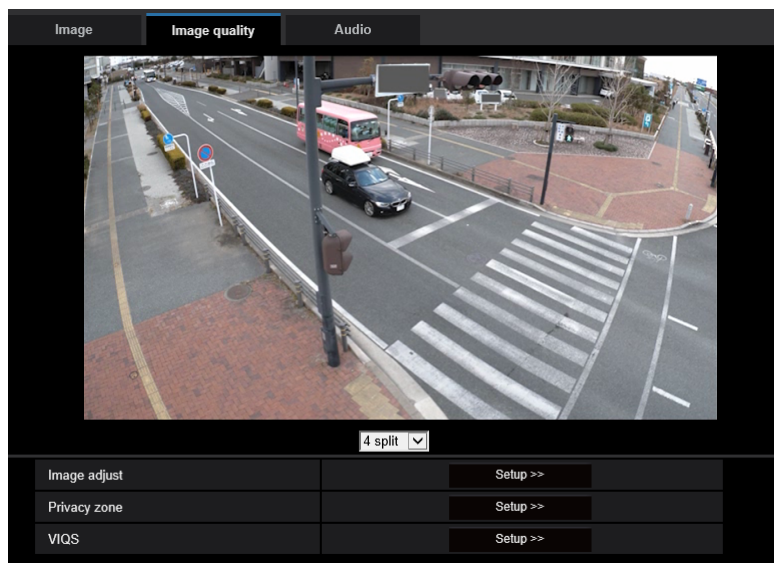 Image Image quality Audio
4 split
Image adjust Setup >>
Privacy zone Setup >>
VIQS Setup >>